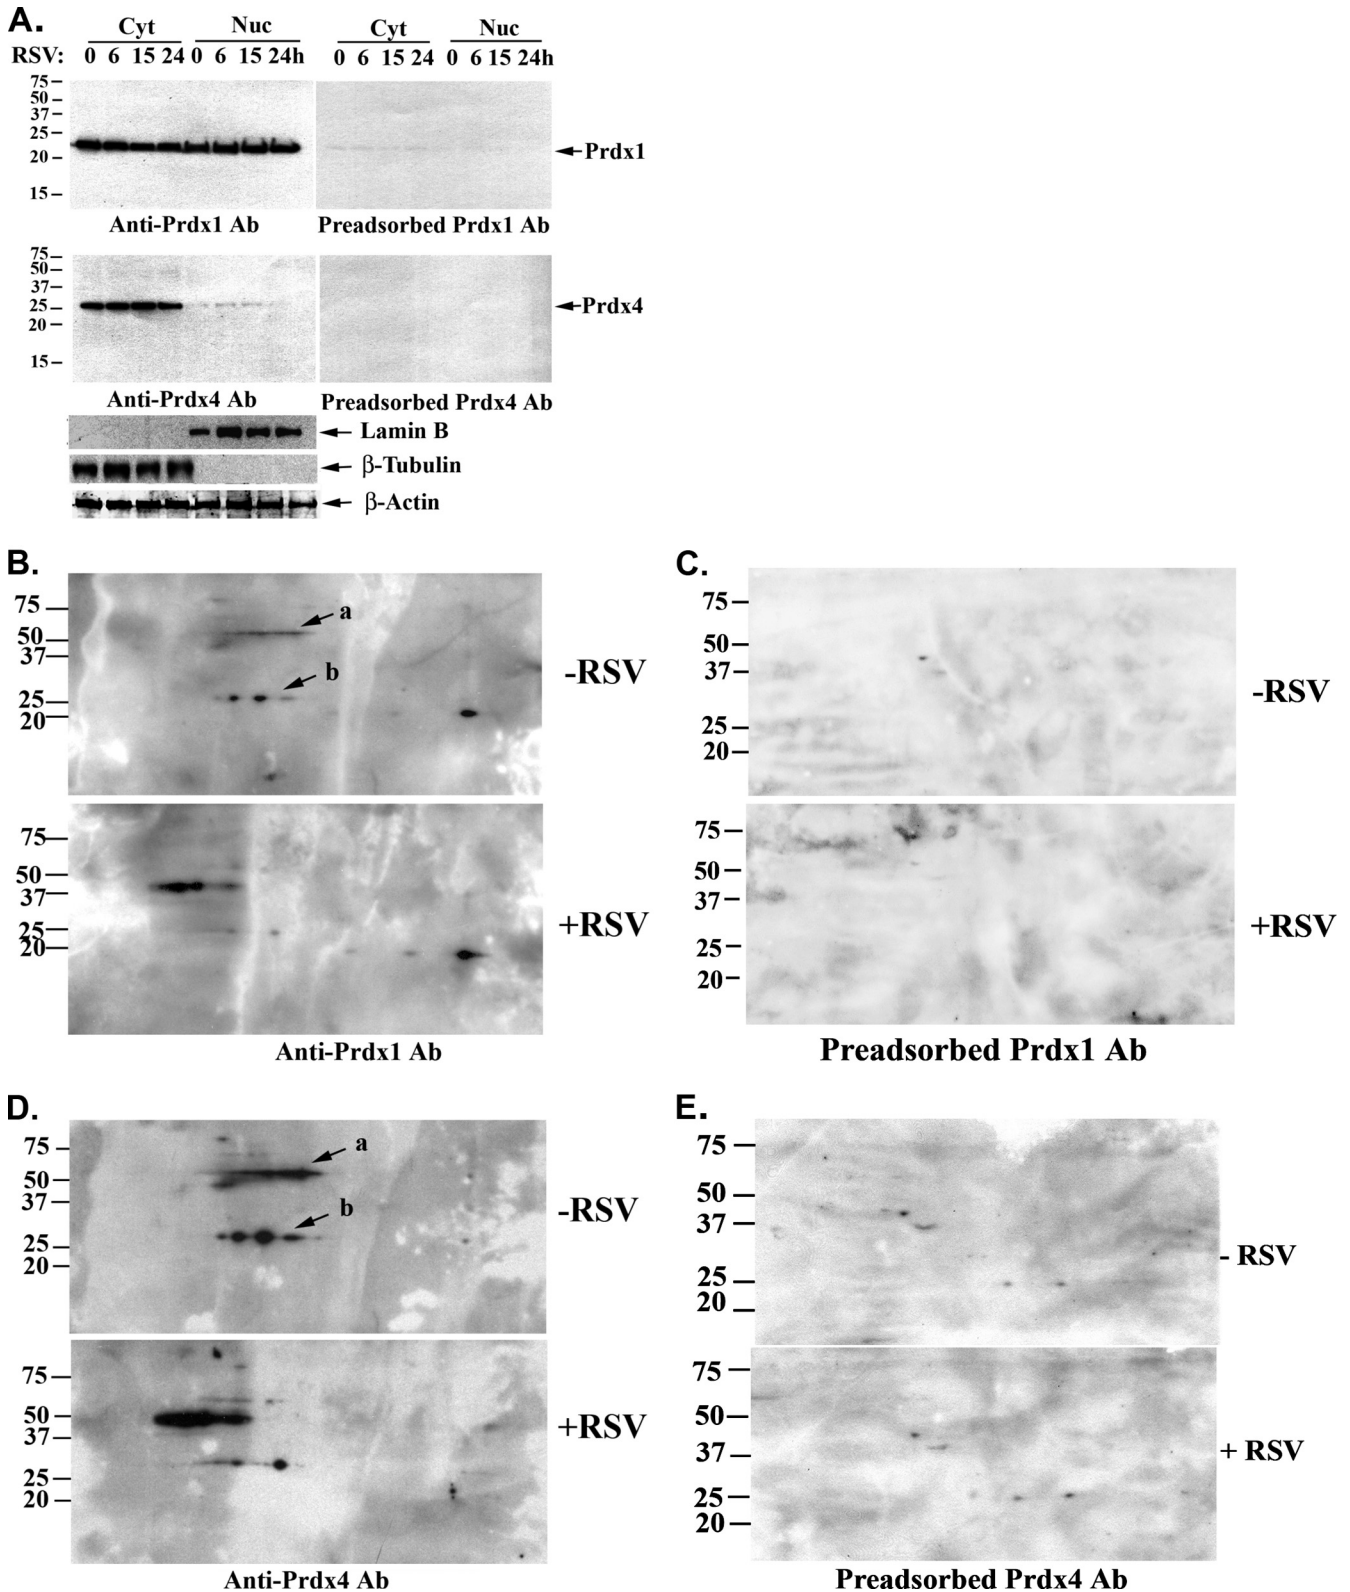 A.
Cyt Nuc Cyt Nuc
RSV: 0 6 15 24 0 6 15 24h 0 6 15 24 0 6 15 24h
75
50
37
25
20
15
Prdx1
Anti-Prdx1 Ab Preadsorbed Prdx1 Ab
75
50
37
25
20
15
Prdx4
Anti-Prdx4 Ab Preadsorbed Prdx4 Ab
Lamin B
β-Tubulin
β-Actin
B.
75
50
37
25
20
a
b
-RSV
75
50
37
25
20
+RSV
Anti-Prdx1 Ab
C.
75
50
37
25
20
-RSV
75
50
37
25
20
+RSV
Preadsorbed Prdx1 Ab
D.
75
50
37
25
20
a
b
-RSV
75
50
37
25
20
+RSV
Anti-Prdx4 Ab
E.
75
50
37
25
20
- RSV
75
50
37
25
20
+ RSV
Preadsorbed Prdx4 Ab